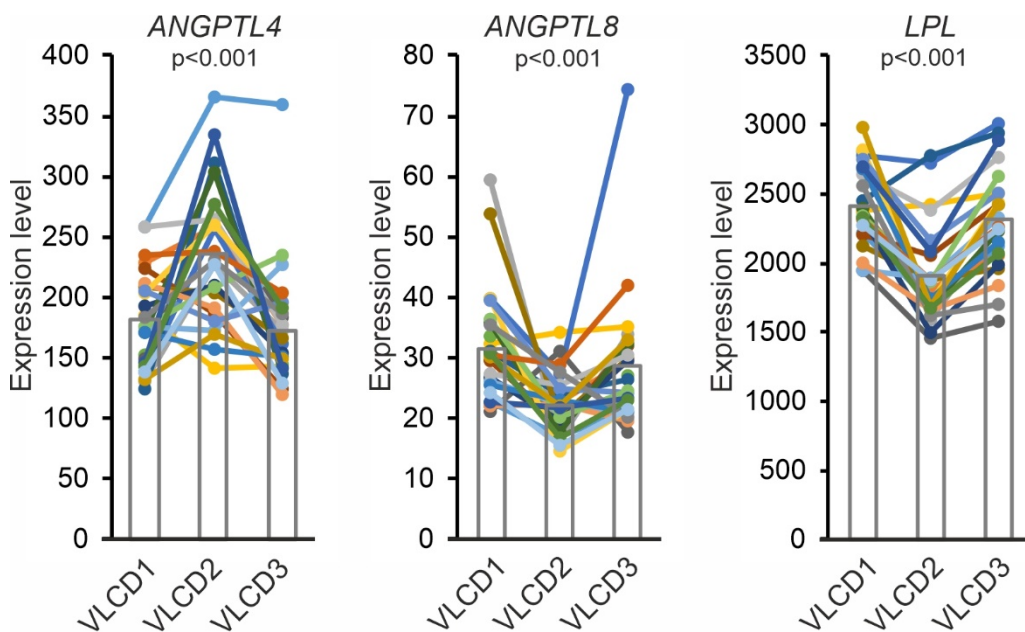 ANGPTL4
p<0.001
Expression level
400
350
300
250
200
150
100
50
0
VLCD1
VLCD2
VLCD3
ANGPTL8
p<0.001
Expression level
80
70
60
50
40
30
20
10
0
VLCD1
VLCD2
VLCD3
LPL
p<0.001
Expression level
3500
3000
2500
2000
1500
1000
500
0
VLCD1
VLCD2
VLCD3